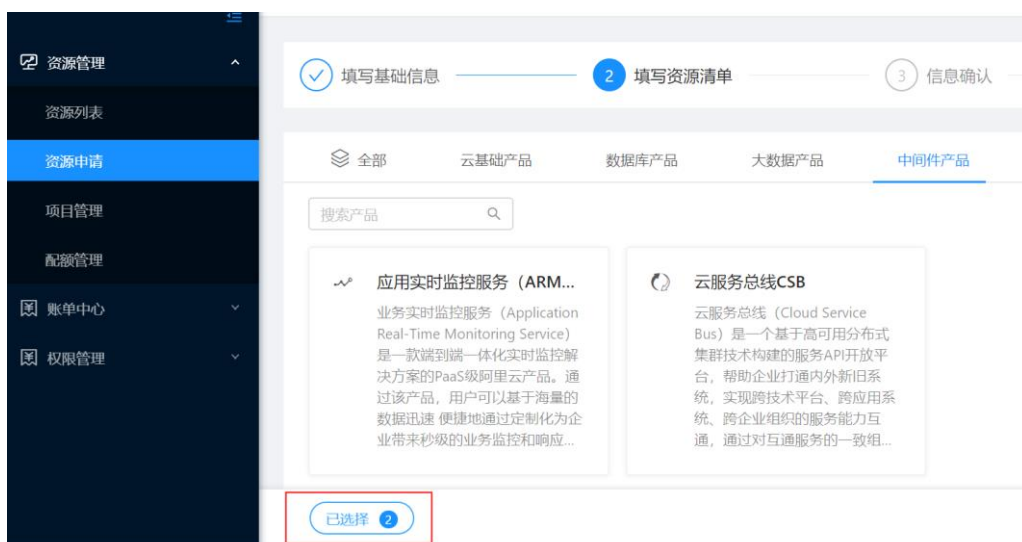 资源管理
资源列表
资源申请
项目管理
配额管理
账单中心
权限管理
填写基础信息
2 填写资源清单
3 信息确认
全部 云基础产品 数据库产品 大数据产品 中间件产品
搜索产品
应用实时监控服务（ARM...
业务实时监控服务（Application
Real-Time Monitoring Service）
是一款端到端一体化实时监控解
决方案的PaaS级阿里云产品。通
过该产品，用户可以基于海量的
数据迅速 便捷地通过定制化为企
业带来秒级的业务监控和响应...
云服务总线CSB
云服务总线（Cloud Service
Bus）是一个基于高可用分布式
集群技术构建的服务API开放平
台，帮助企业打通内外新旧系
统，实现跨技术平台、跨应用系
统、跨企业组织的服务能力互
通，通过对互通服务的一致组...
已选择 2